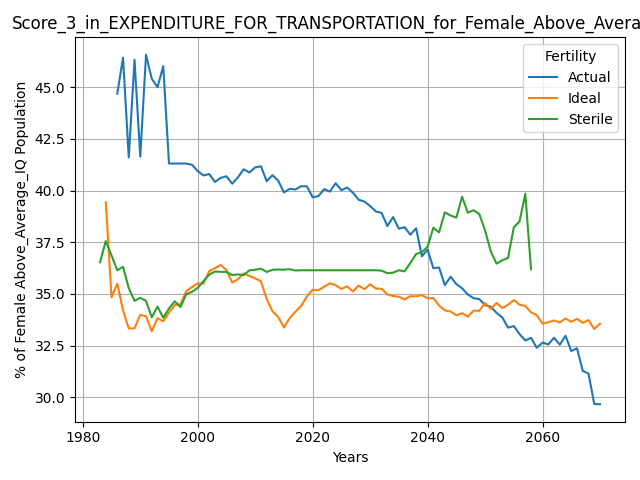 Score_3_in_EXPENDITURE_FOR_TRANSPORTATION_for_Female_Above_Avera
% of Female Above_Average_IQ Population
45.0
42.5
40.0
37.5
35.0
32.5
30.0
Fertility
Actual
Ideal
Sterile
1980
2000
2020
2040
2060
Years